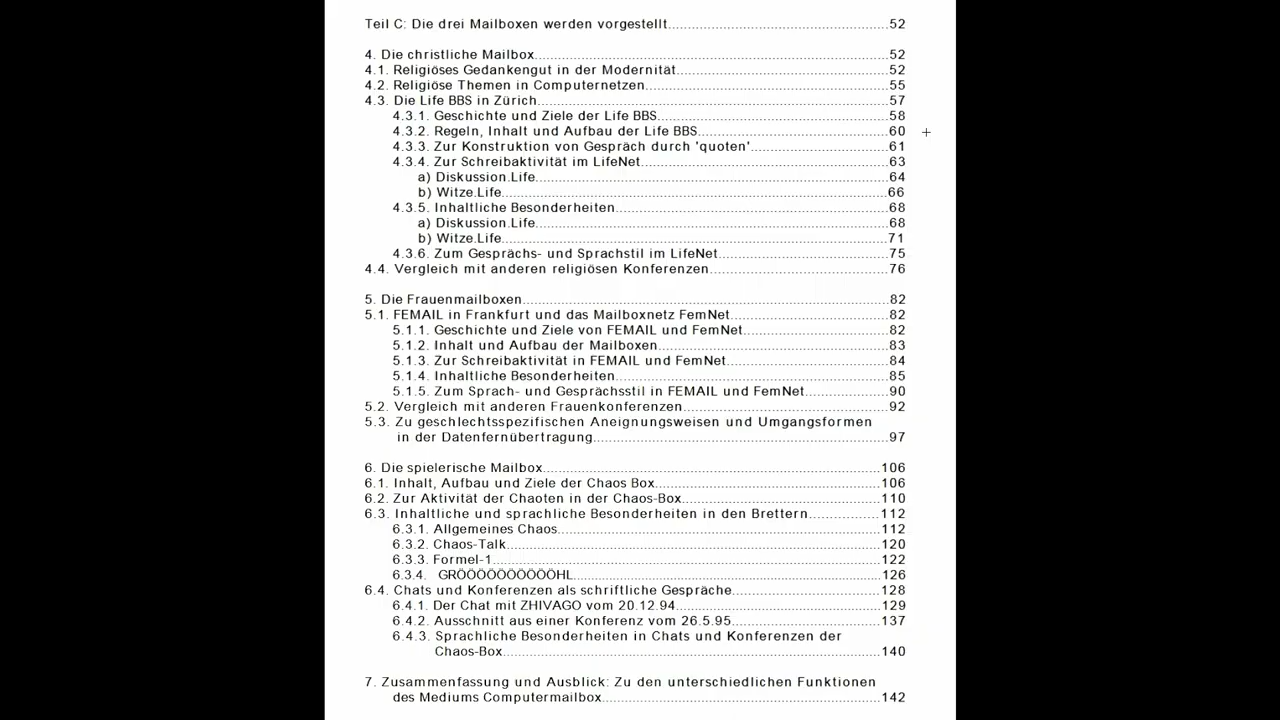 Teil C: Die drei Mailboxen werden vorgestellt..........52
4. Die christliche Mailbox..........52
4.1. Religiöses Gedankengut in der Modernität..........52
4.2. Religiöse Themen in Computernetzen..........55
4.3. Die Life BBS in Zürich..........57
4.3.1. Geschichte und Ziele der Life BBS..........58
4.3.2. Regeln, Inhalt und Aufbau der Life BBS..........60
4.3.3. Zur Konstruktion von Gespräch durch 'quoten'..........61
4.3.4. Zur Schreibaktivität im LifeNet..........63
a) Diskussion.Life..........64
b) Witze.Life..........66
4.3.5. Inhaltliche Besonderheiten..........68
a) Diskussion.Life..........68
b) Witze.Life..........71
4.3.6. Zum Gesprächs- und Sprachstil im LifeNet..........75
4.4. Vergleich mit anderen religiösen Konferenzen..........76
5. Die Frauenmailboxen..........82
5.1. FEMAIL in Frankfurt und das Mailboxnetz FemNet..........82
5.1.1. Geschichte und Ziele von FEMAIL und FemNet..........82
5.1.2. Inhalt und Aufbau der Mailboxen..........83
5.1.3. Zur Schreibaktivität in FEMAIL und FemNet..........84
5.1.4. Inhaltliche Besonderheiten..........85
5.1.5. Zum Sprach- und Gesprächsstil in FEMAIL und FemNet..........90
5.2. Vergleich mit anderen Frauenkonferenzen..........92
5.3. Zu geschlechtsspezifischen Aneignungsweisen und Umgangsformen
in der Datenfernübertragung..........97
6. Die spielerische Mailbox..........106
6.1. Inhalt, Aufbau und Ziele der Chaos Box..........106
6.2. Zur Aktivität der Chaoten in der Chaos-Box..........110
6.3. Inhaltliche und sprachliche Besonderheiten in den Brettern..........112
6.3.1. Allgemeines Chaos..........112
6.3.2. Chaos-Talk..........120
6.3.3. Formel-1..........122
6.3.4. GRÖÖÖÖÖÖÖÖÖÖHL..........126
6.4. Chats und Konferenzen als schriftliche Gespräche..........128
6.4.1. Der Chat mit ZHIVAGO vom 20.12.94..........129
6.4.2. Ausschnitt aus einer Konferenz vom 26.5.95..........137
6.4.3. Sprachliche Besonderheiten in Chats und Konferenzen der
Chaos-Box..........140
7. Zusammenfassung und Ausblick: Zu den unterschiedlichen Funktionen
des Mediums Computermailbox..........142